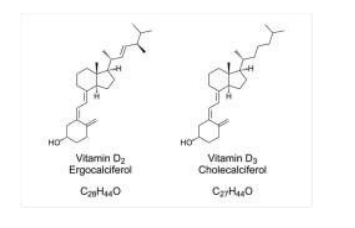 H
H
HO
Vitamin D₂
Ergocalciferol
C₂₈H₄₄O
H
H
HO
Vitamin D₃
Cholecalciferol
C₂₇H₄₄O